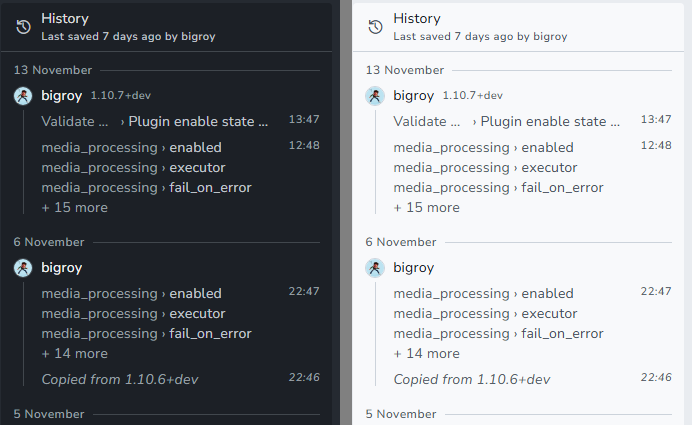 History
Last saved 7 days ago by bigroy
13 November
bigroy 1.10.7+dev
Validate ... › Plugin enable state ... 13:47
media_processing › enabled 12:48
media_processing › executor
media_processing › fail_on_error
+ 15 more
6 November
bigroy
media_processing › enabled 22:47
media_processing › executor
media_processing › fail_on_error
+ 14 more
Copied from 1.10.6+dev 22:46
5 November
History
Last saved 7 days ago by bigroy
13 November
bigroy 1.10.7+dev
Validate ... › Plugin enable state ... 13:47
media_processing › enabled 12:48
media_processing › executor
media_processing › fail_on_error
+ 15 more
6 November
bigroy
media_processing › enabled 22:47
media_processing › executor
media_processing › fail_on_error
+ 14 more
Copied from 1.10.6+dev 22:46
5 November